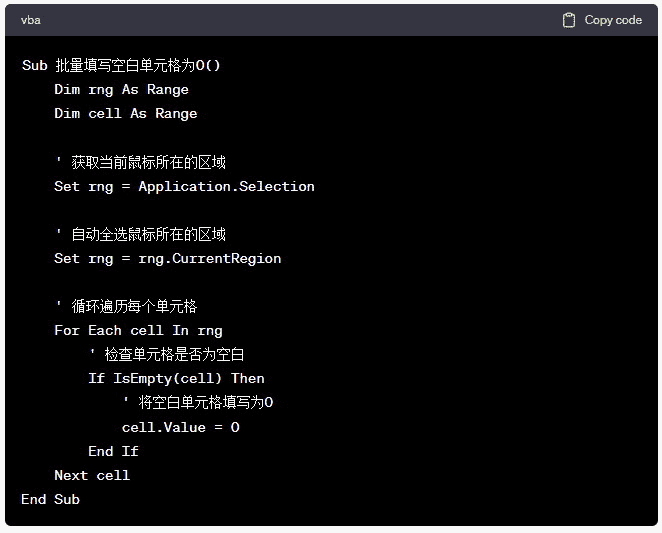 vba
Copy code
Sub 批量填写空白单元格为0()
    Dim rng As Range
    Dim cell As Range
    ' 获取当前鼠标所在的区域
    Set rng = Application.Selection
    ' 自动全选鼠标所在的区域
    Set rng = rng.CurrentRegion
    ' 循环遍历每个单元格
    For Each cell In rng
        ' 检查单元格是否为空白
        If IsEmpty(cell) Then
            ' 将空白单元格填写为0
            cell.Value = 0
        End If
    Next cell
End Sub